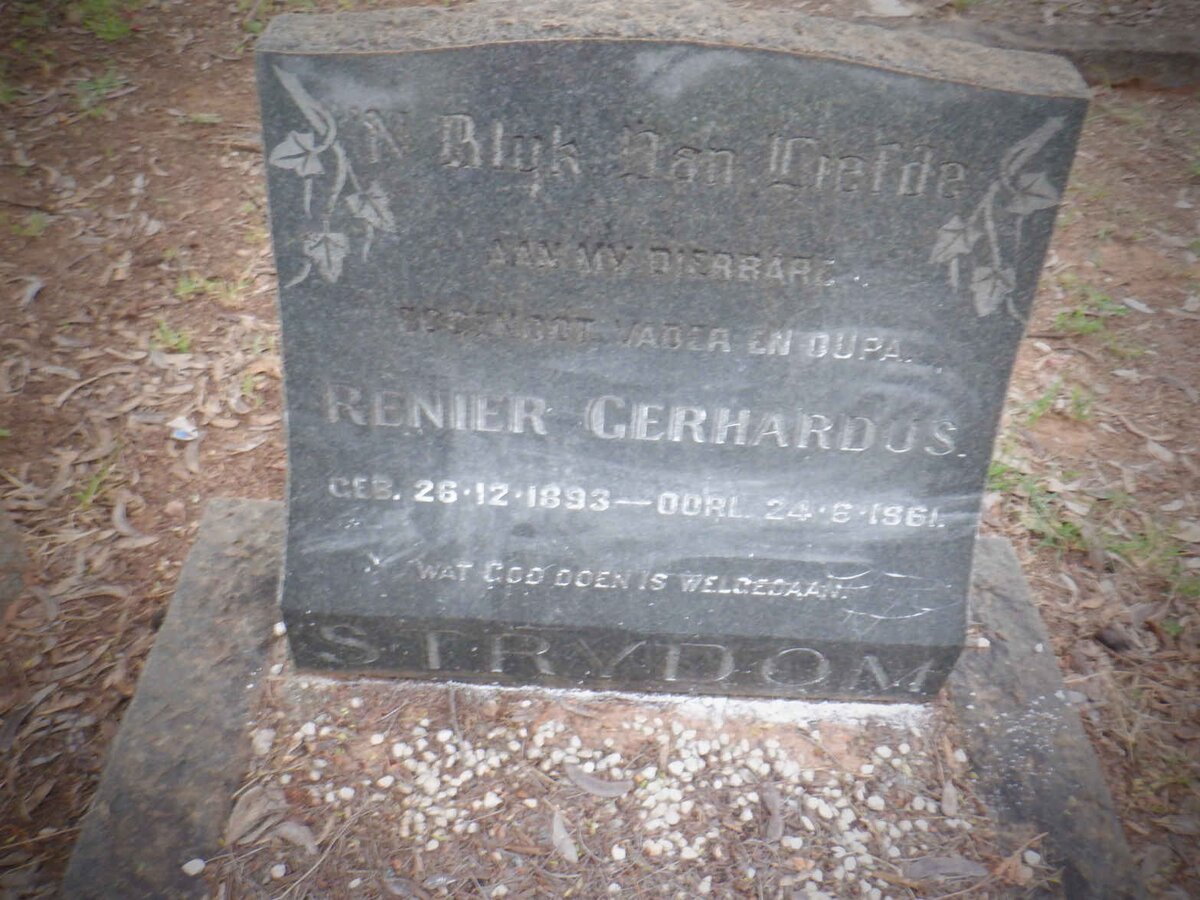 'N Blyk Van Liefde
AAN MY DIERBARE
EGGENOOT, VADER EN OUPA.
RENIER GERHARDUS.
GEB. 26·12·1893 — OORL. 24·6·1961.
WAT GOD DOEN IS WELGEDAAN.
STRYDOM